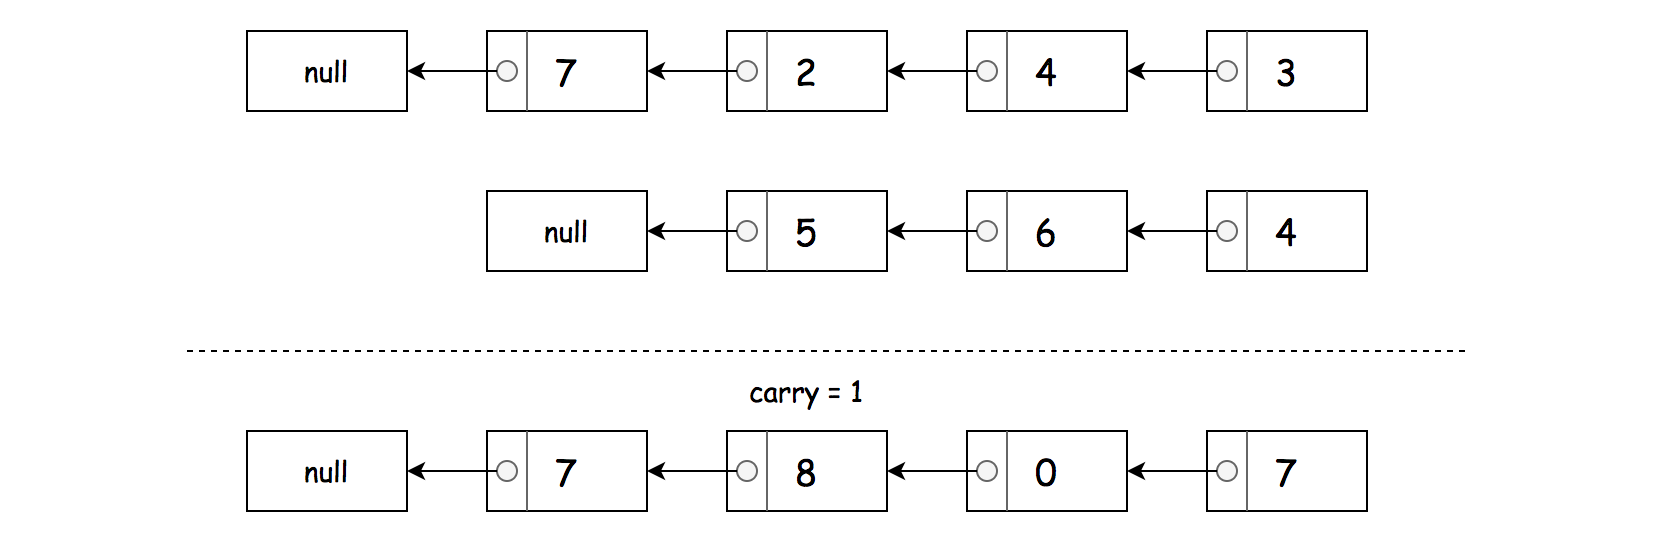 null 7 2 4 3
null 5 6 4
carry = 1
null 7 8 0 7